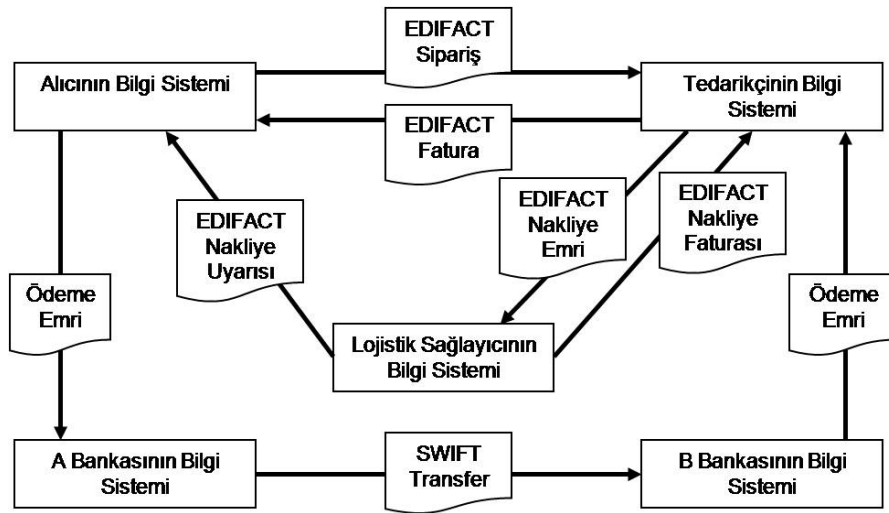 EDIFACT
Sipariş
Alıcının Bilgi Sistemi
Tedarikçinin Bilgi
Sistemi
EDIFACT
Fatura
EDIFACT
Nakliye
Uyarısı
EDIFACT
Nakliye
Emri
EDIFACT
Nakliye
Faturası
Ödeme
Emri
Ödeme
Emri
Lojistik Sağlayıcının
Bilgi Sistemi
A Bankasının Bilgi
Sistemi
SWIFT
Transfer
B Bankasının Bilgi
Sistemi